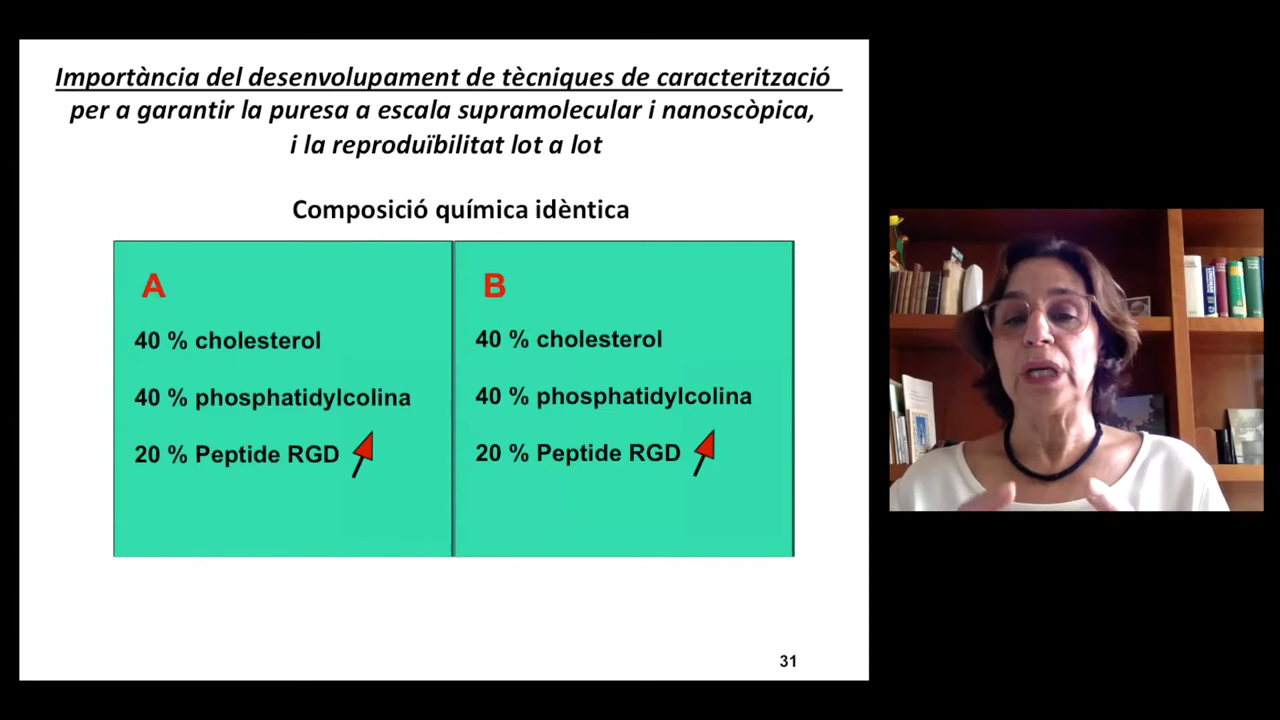 Importància del desenvolupament de tècniques de caracterització
per a garantir la puresa a escala supramolecular i nanoscòpica,
i la reproduïbilitat lot a lot
Composició química idèntica
A
40 % cholesterol
40 % phosphatidylcolina
20 % Peptide RGD
B
40 % cholesterol
40 % phosphatidylcolina
20 % Peptide RGD
31